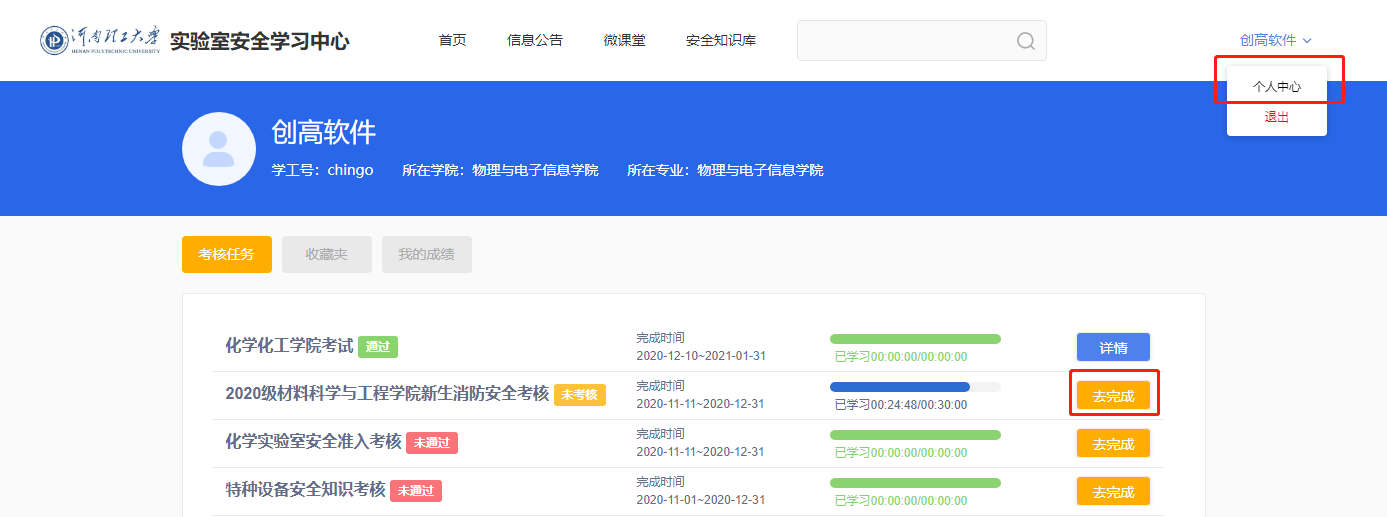 河南理工大学
HENAN POLYTECHNIC UNIVERSITY
实验室安全学习中心
首页 信息公告 微课堂 安全知识库
创高软件
个人中心
退出
创高软件
学工号：chingo 所在学院：物理与电子信息学院 所在专业：物理与电子信息学院
考核任务 收藏夹 我的成绩
化学化工学院考试 通过
完成时间
2020-12-10~2021-01-31
已学习00:00:00/00:00:00
详情
2020级材料科学与工程学院新生消防安全考核 未考核
完成时间
2020-11-11~2020-12-31
已学习00:24:48/00:30:00
去完成
化学实验室安全准入考核 未通过
完成时间
2020-11-11~2020-12-31
已学习00:00:00/00:00:00
去完成
特种设备安全知识考核 未通过
完成时间
2020-11-01~2020-12-31
已学习00:00:00/00:00:00
去完成